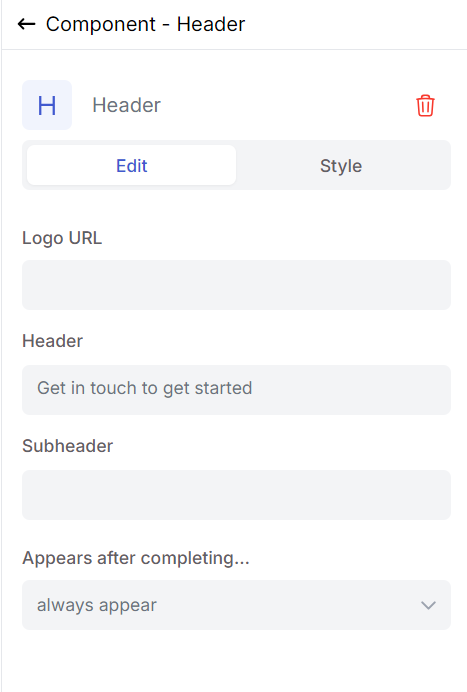 Component - Header
H Header
Edit Style
Logo URL
Header
Get in touch to get started
Subheader
Appears after completing...
always appear